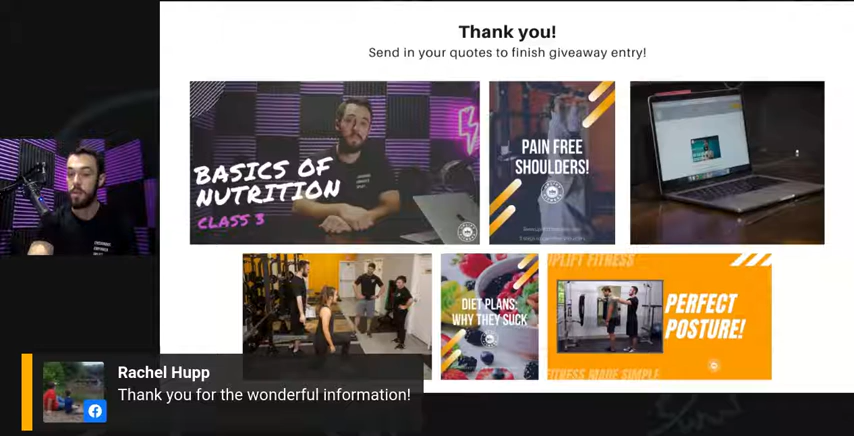 Thank you!
Send in your quotes to finish giveaway entry!
BASICS OF
NUTRITION
CLASS 3
PAIN FREE
SHOULDERS!
UPLIFT FITNESS
DIET PLANS:
WHY THEY SUCK
PERFECT
POSTURE!
FITNESS MADE SIMPLE
Rachel Hupp
Thank you for the wonderful information!